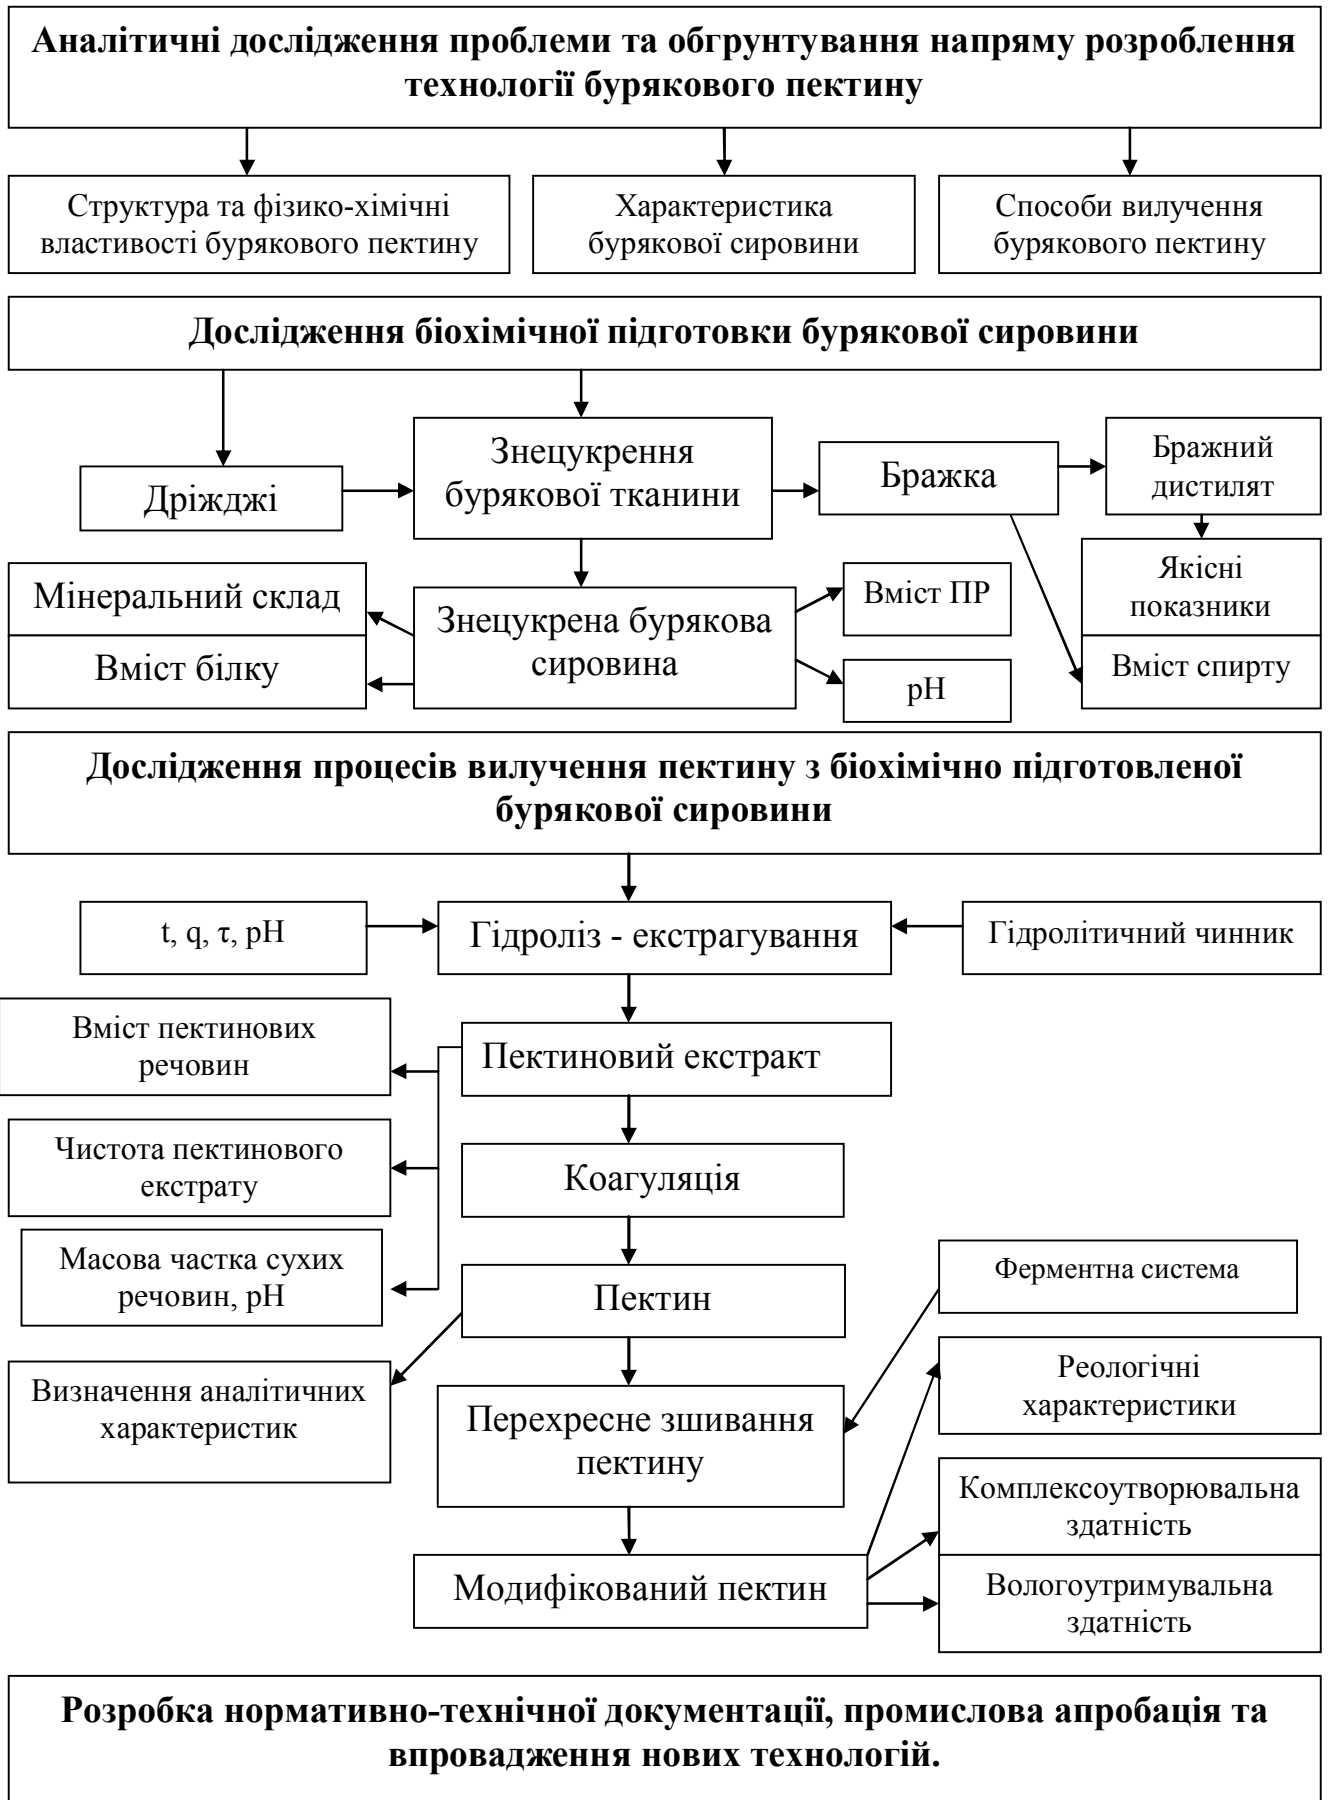 Аналітичні дослідження проблеми та обгрунтування напряму розроблення
технології бурякового пектину
Структура та фізико-хімічні
властивості бурякового пектину
Характеристика
бурякової сировини
Способи вилучення
бурякового пектину
Дослідження біохімічної підготовки бурякової сировини
Дріжджі
Знецукрення
бурякової тканини
Бражка
Бражний
дистилят
Мінеральний склад
Вміст білку
Знецукрена бурякова
сировина
Вміст ПР
pH
Якісні
показники
Вміст спирту
Дослідження процесів вилучення пектину з біохімічно підготовленої
бурякової сировини
t, q, τ, pH
Гідроліз - екстрагування
Гідролітичний чинник
Вміст пектинових
речовин
Пектиновий екстракт
Чистота пектинового
екстрату
Коагуляція
Масова частка сухих
речовин, pH
Пектин
Ферментна система
Визначення аналітичних
характеристик
Перехресне зшивання
пектину
Реологічні
характеристики
Комплексоутворювальна
здатність
Модифікований пектин
Вологоутримувальна
здатність
Розробка нормативно-технічної документації, промислова апробація та
впровадження нових технологій.